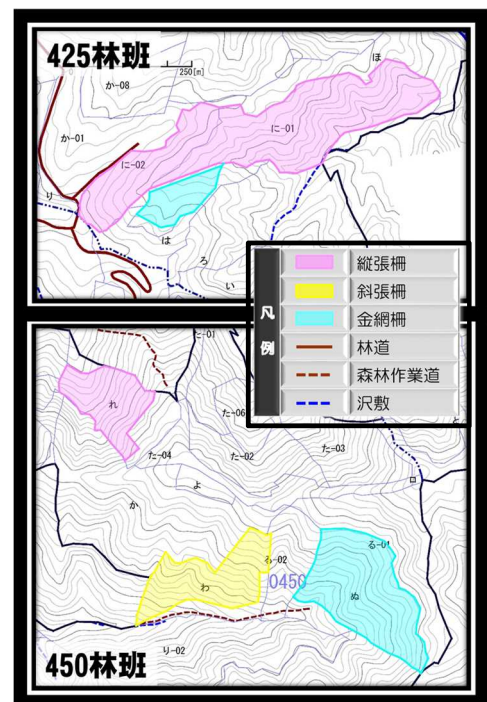 425林班
250[m]
ほ
か-08
に-01
か-01
に-02
り
は
ろ
い
凡例
縦張柵
斜張柵
金網柵
林道
森林作業道
沢敷
た-01
れ
た-06
た-04
た-02
た-03
よ
ロ
か
る-01
る-02
0450
わ
ぬ
り-02
450林班